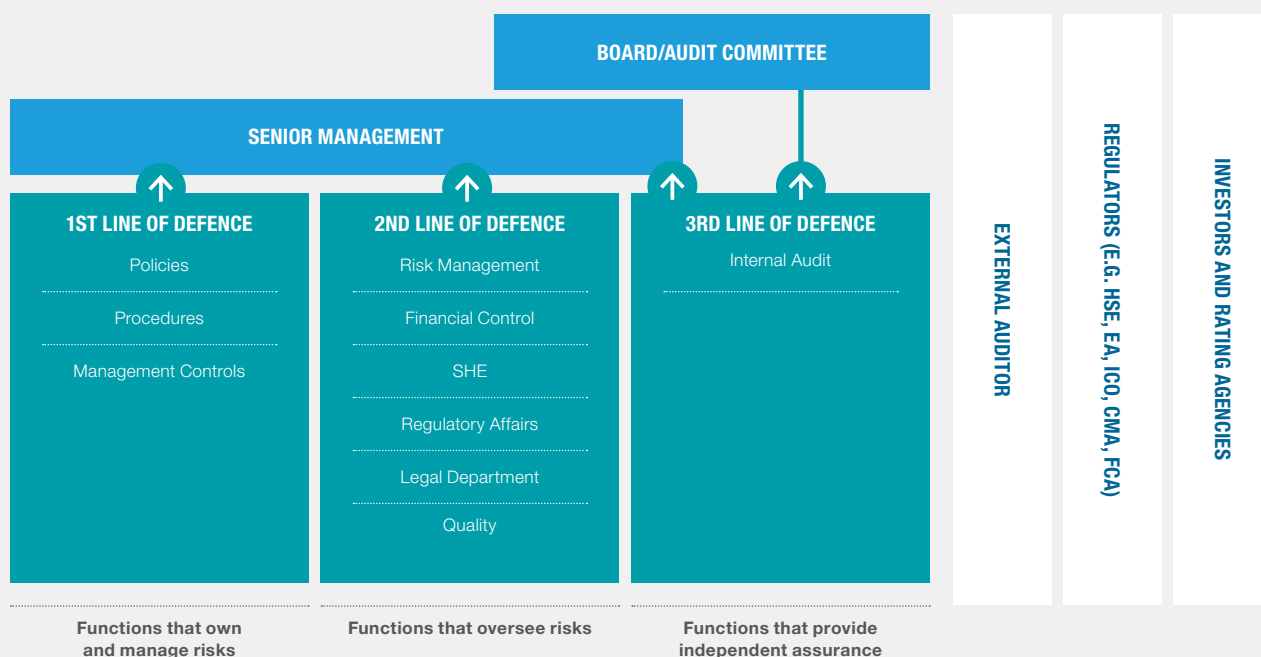 BOARD/AUDIT COMMITTEE
SENIOR MANAGEMENT
1ST LINE OF DEFENCE
Policies
Procedures
Management Controls
2ND LINE OF DEFENCE
Risk Management
Financial Control
SHE
Regulatory Affairs
Legal Department
Quality
3RD LINE OF DEFENCE
Internal Audit
Functions that own
and manage risks
Functions that oversee risks
Functions that provide
independent assurance
EXTERNAL AUDITOR
REGULATORS (E.G. HSE, EA, ICO, CMA, FCA)
INVESTORS AND RATING AGENCIES